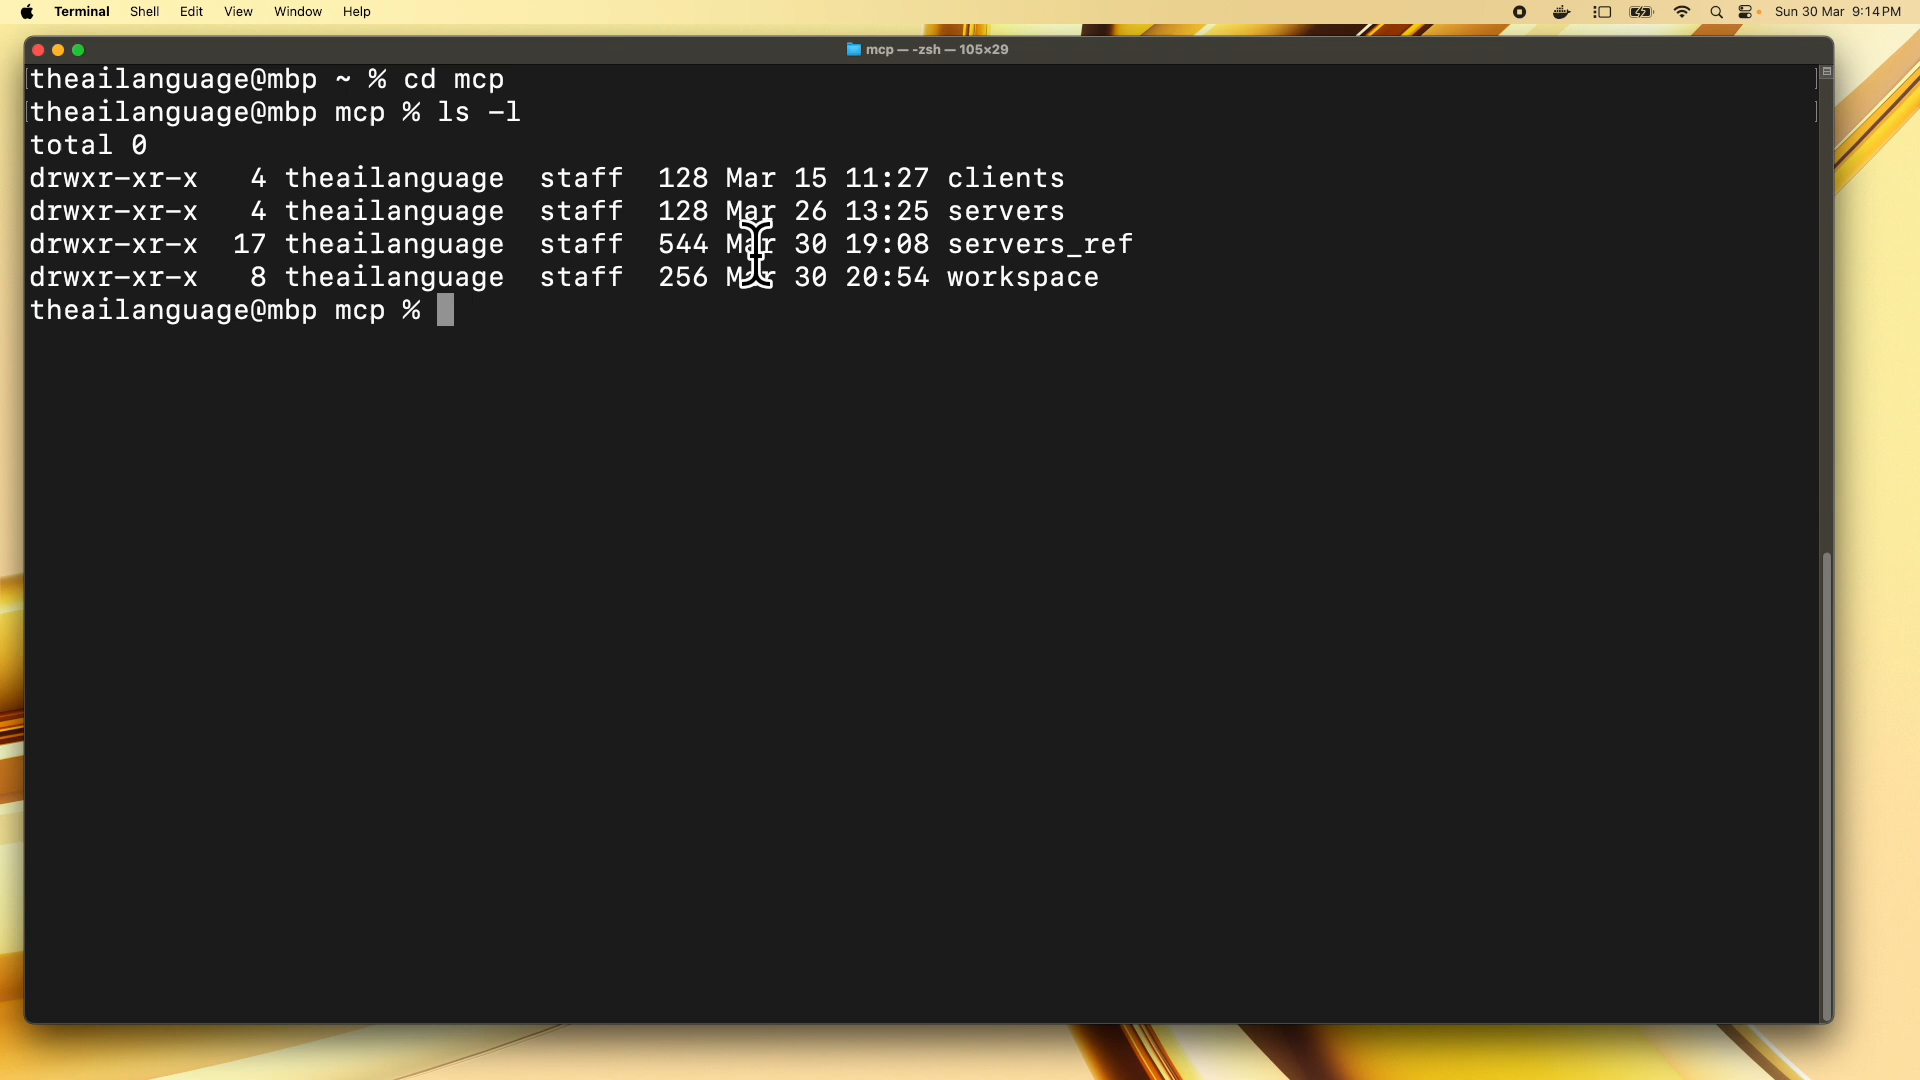 Terminal Shell Edit View Window Help Sun 30 Mar 9:14 PM
mcp — -zsh — 105×29
theailanguage@mbp ~ % cd mcp
theailanguage@mbp mcp % ls -l
total 0
drwxr-xr-x   4 theailanguage  staff  128 Mar 15 11:27 clients
drwxr-xr-x   4 theailanguage  staff  128 Mar 26 13:25 servers
drwxr-xr-x  17 theailanguage  staff  544 Mar 30 19:08 servers_ref
drwxr-xr-x   8 theailanguage  staff  256 Mar 30 20:54 workspace
theailanguage@mbp mcp %